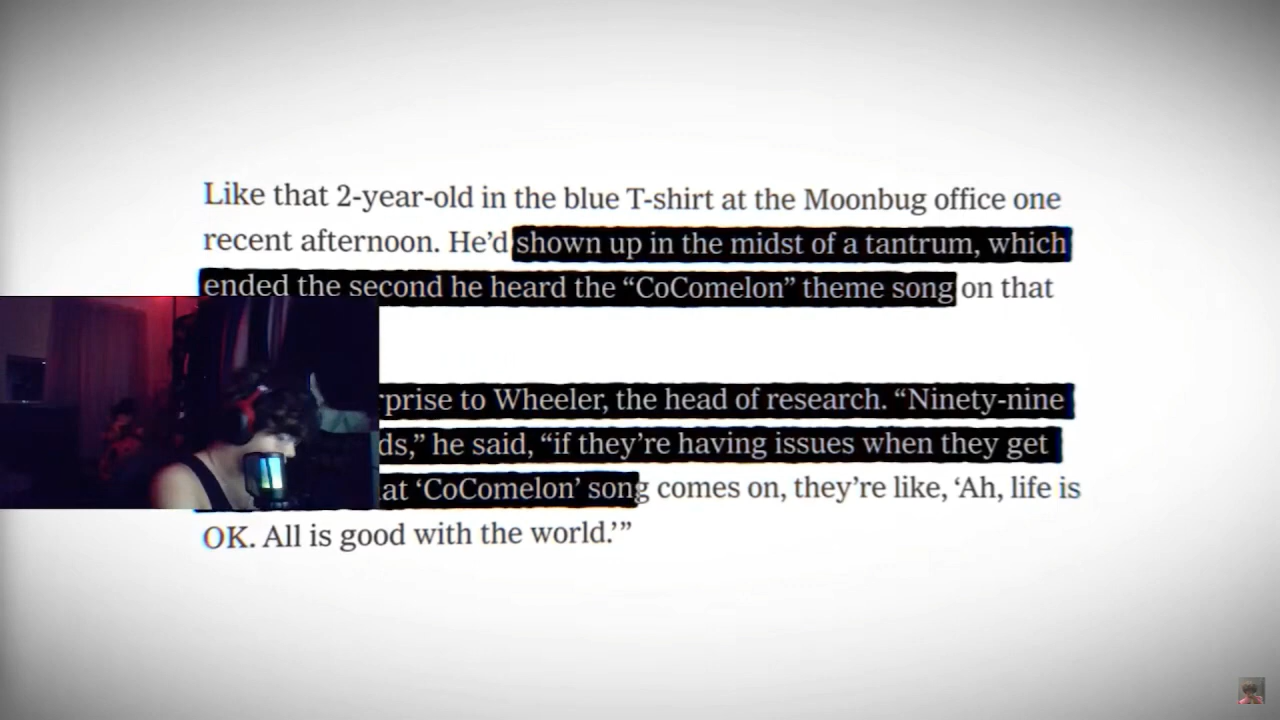 Like that 2-year-old in the blue T-shirt at the Moonbug office one
recent afternoon. He’d shown up in the midst of a tantrum, which
ended the second he heard the “CoComelon” theme song on that
to Wheeler, the head of research. “Ninety-nine
he said, “if they’re having issues when they get
‘CoComelon’ song comes on, they’re like, ‘Ah, life is
OK. All is good with the world.’”